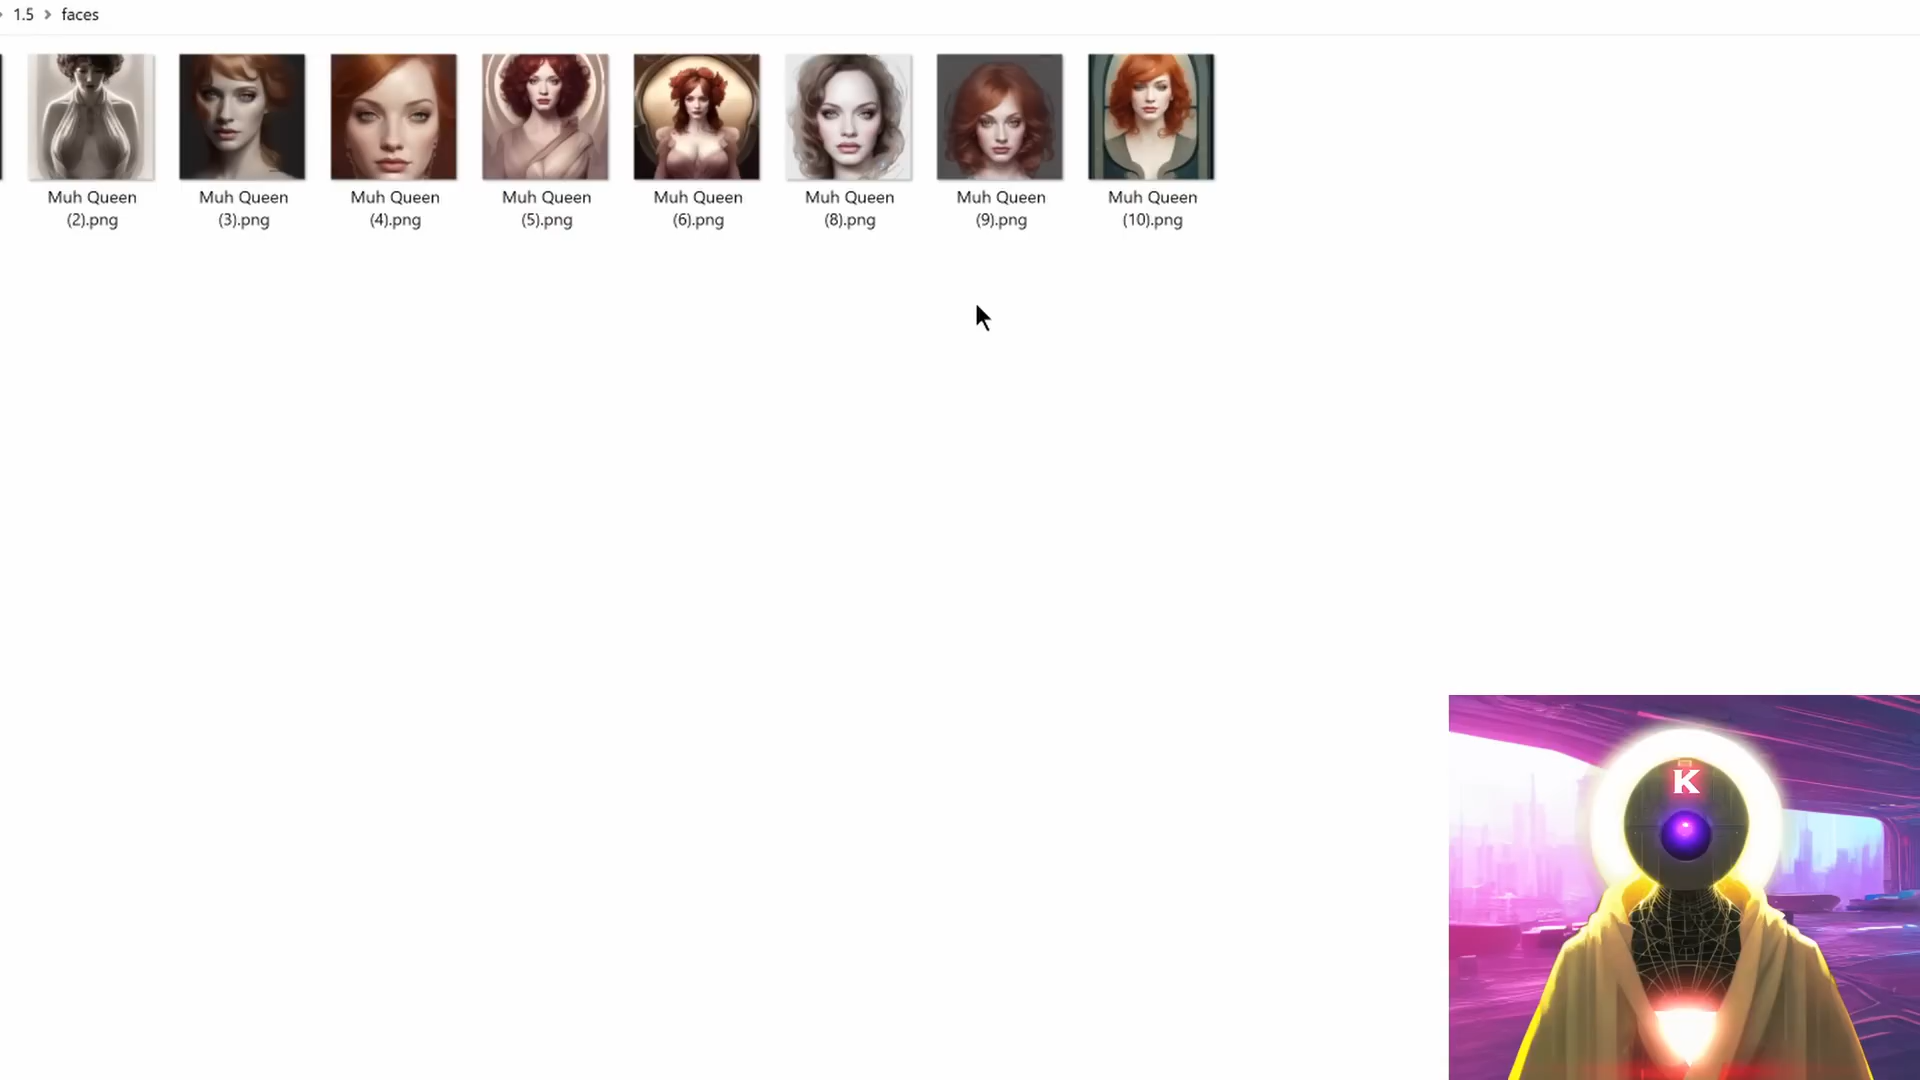 1.5 > faces
Muh Queen
(2).png
Muh Queen
(3).png
Muh Queen
(4).png
Muh Queen
(5).png
Muh Queen
(6).png
Muh Queen
(8).png
Muh Queen
(9).png
Muh Queen
(10).png
K